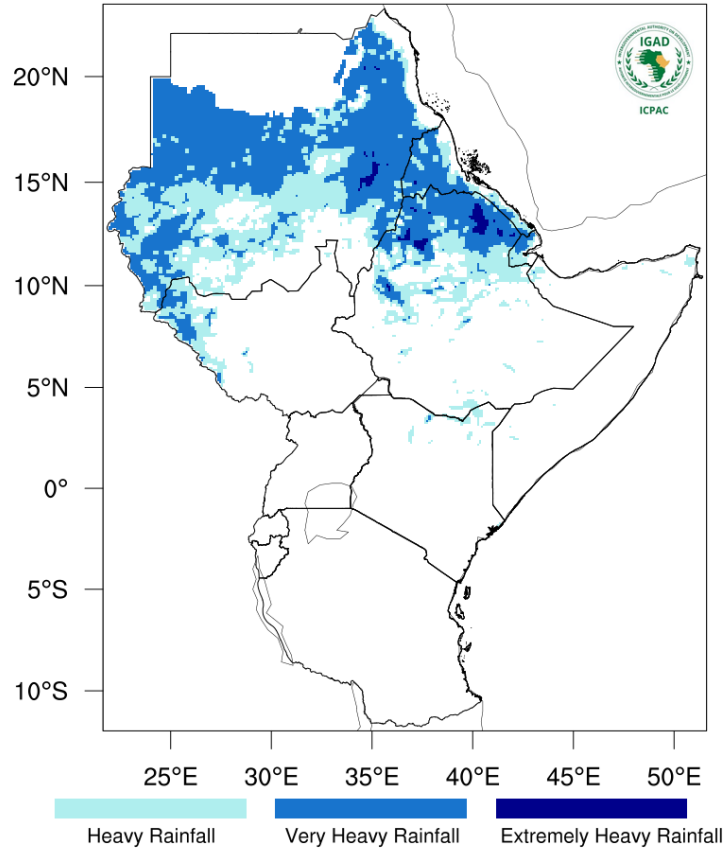 IGAD
ICPAC
20°N
15°N
10°N
5°N
0°
5°S
10°S
25°E 30°E 35°E 40°E 45°E 50°E
Heavy Rainfall Very Heavy Rainfall Extremely Heavy Rainfall